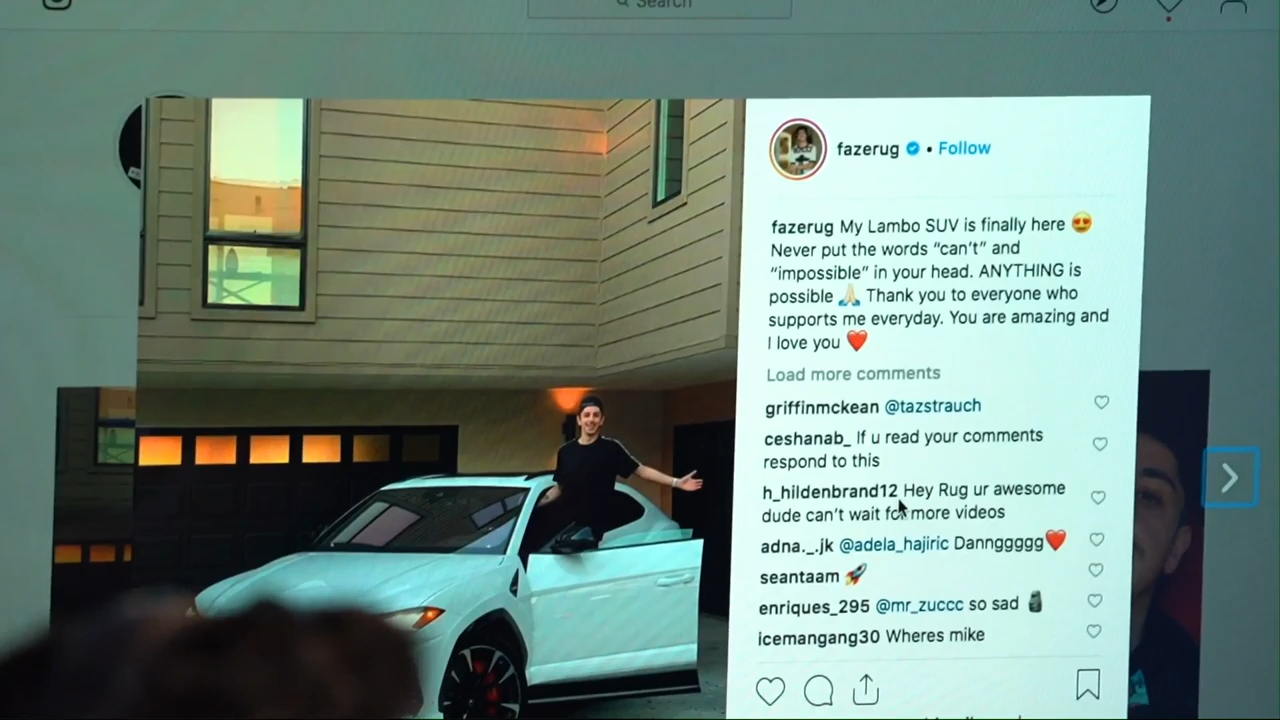 Search
fazerug • Follow
fazerug My Lambo SUV is finally here 😍
Never put the words “can’t” and
“impossible” in your head. ANYTHING is
possible 🙏🏻 Thank you to everyone who
supports me everyday. You are amazing and
I love you ❤️
Load more comments
griffinmckean @tazstrauch
ceshanab_ If u read your comments
respond to this
h_hildenbrand12 Hey Rug ur awesome
dude can’t wait for more videos
adna._.jk @adela_hajiric Danngggg❤️
seantaam 🚀
enriques_295 @mr_zuccc so sad 🗿
icemangang30 Wheres mike